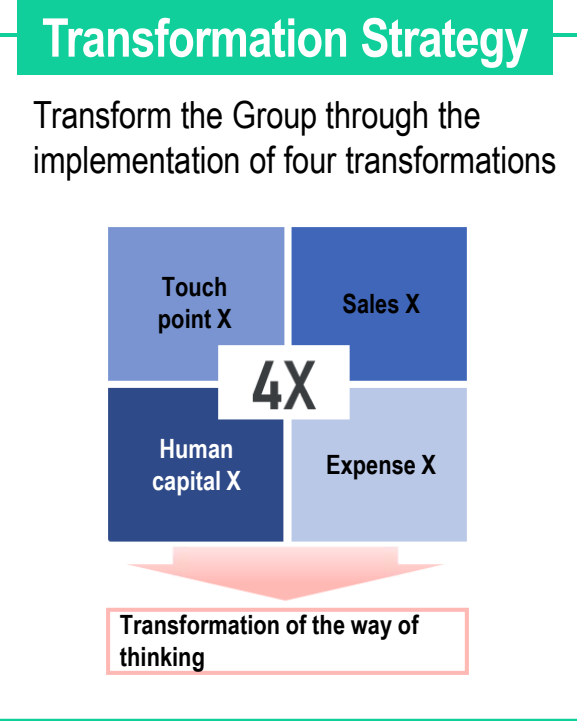 Transformation Strategy
Transform the Group through the
implementation of four transformations
Touch
point X
Sales X
4X
Human
capital X
Expense X
Transformation of the way of
thinking